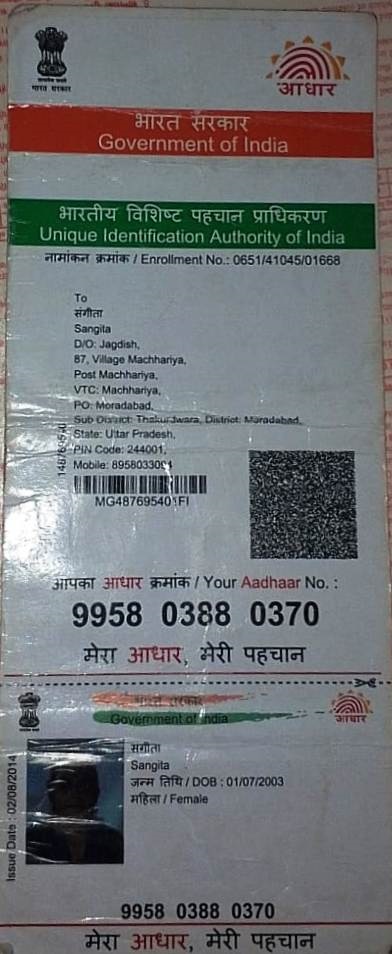 भारत सरकार
आधार
भारत सरकार
Government of India
भारतीय विशिष्ट पहचान प्राधिकरण
Unique Identification Authority of India
नामांकन क्रमांक / Enrollment No.: 0651/41045/01668
To
संगीता
Sangita
D/O: Jagdish,
87, Village Machhariya,
Post Machhariya,
VTC: Machhariya,
PO: Moradabad,
Sub District: Thakurdwara, District: Moradabad,
State: Uttar Pradesh,
PIN Code: 244001,
Mobile:
आपका आधार क्रमांक / Your Aadhaar No. :
9958 0388 0370
मेरा आधार, मेरी पहचान
भारत सरकार
Government of India
आधार
Issue Date : 02/08/2014
संगीता
Sangita
जन्म तिथि / DOB : 01/07/2003
महिला / Female
9958 0388 0370
मेरा आधार, मेरी पहचान